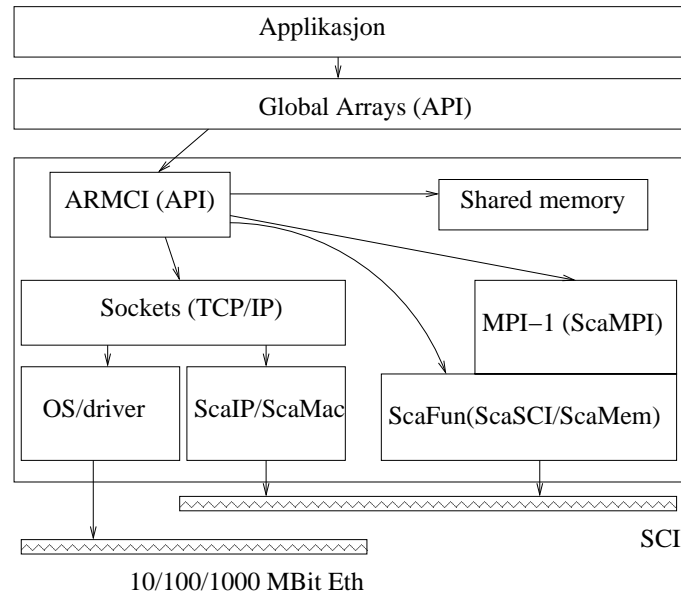 Applikasjon
Global Arrays (API)
ARMCI (API)
Shared memory
Sockets (TCP/IP)
MPI−1 (ScaMPI)
OS/driver
ScaIP/ScaMac
ScaFun(ScaSCI/ScaMem)
SCI
10/100/1000 MBit Eth